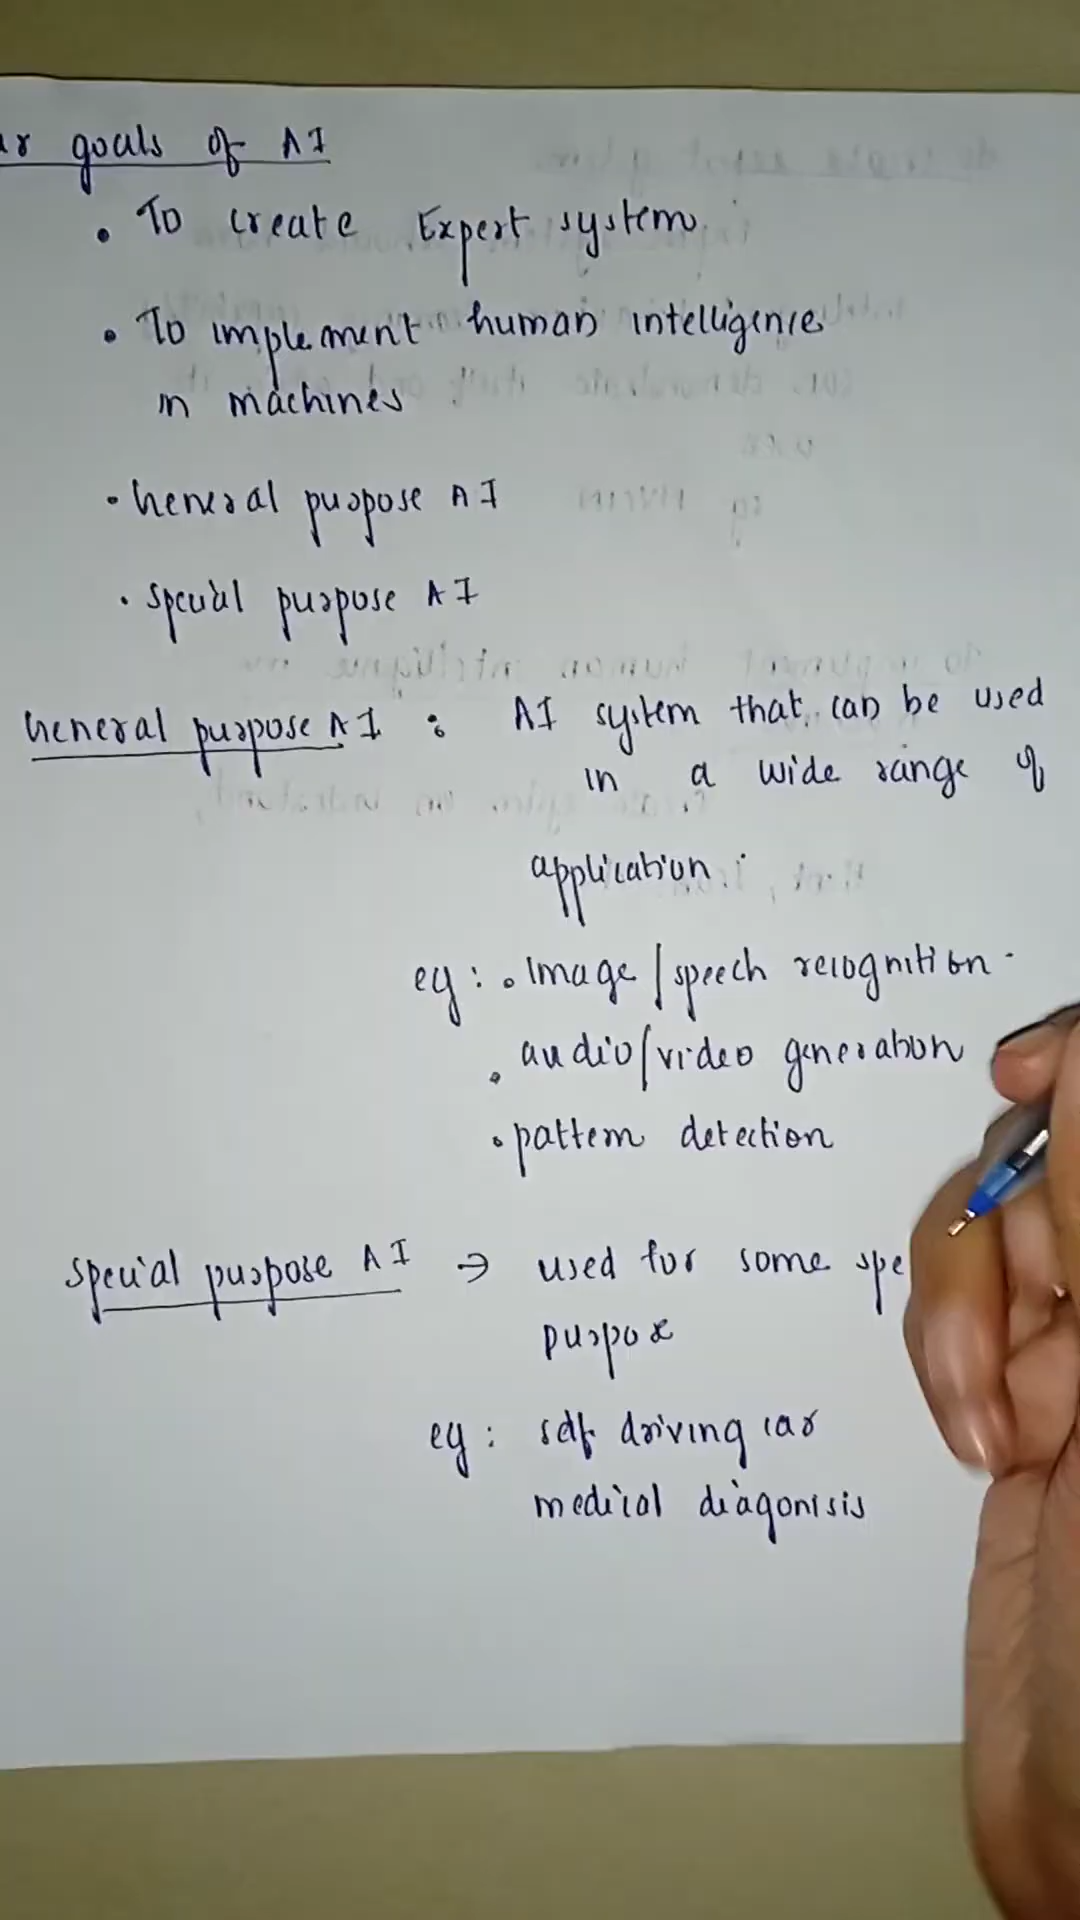 goals of AI
• To create Expert system.
• To implement human intelligence
in machines
• General purpose AI
• Special purpose AI
General purpose AI : AI system that can be used
in a wide range of
application.
eg: • Image/speech recognition.
• audio/video generation
• pattern detection
Special purpose AI → used for some spe
purpose
eg: self driving car
medical diagonisis